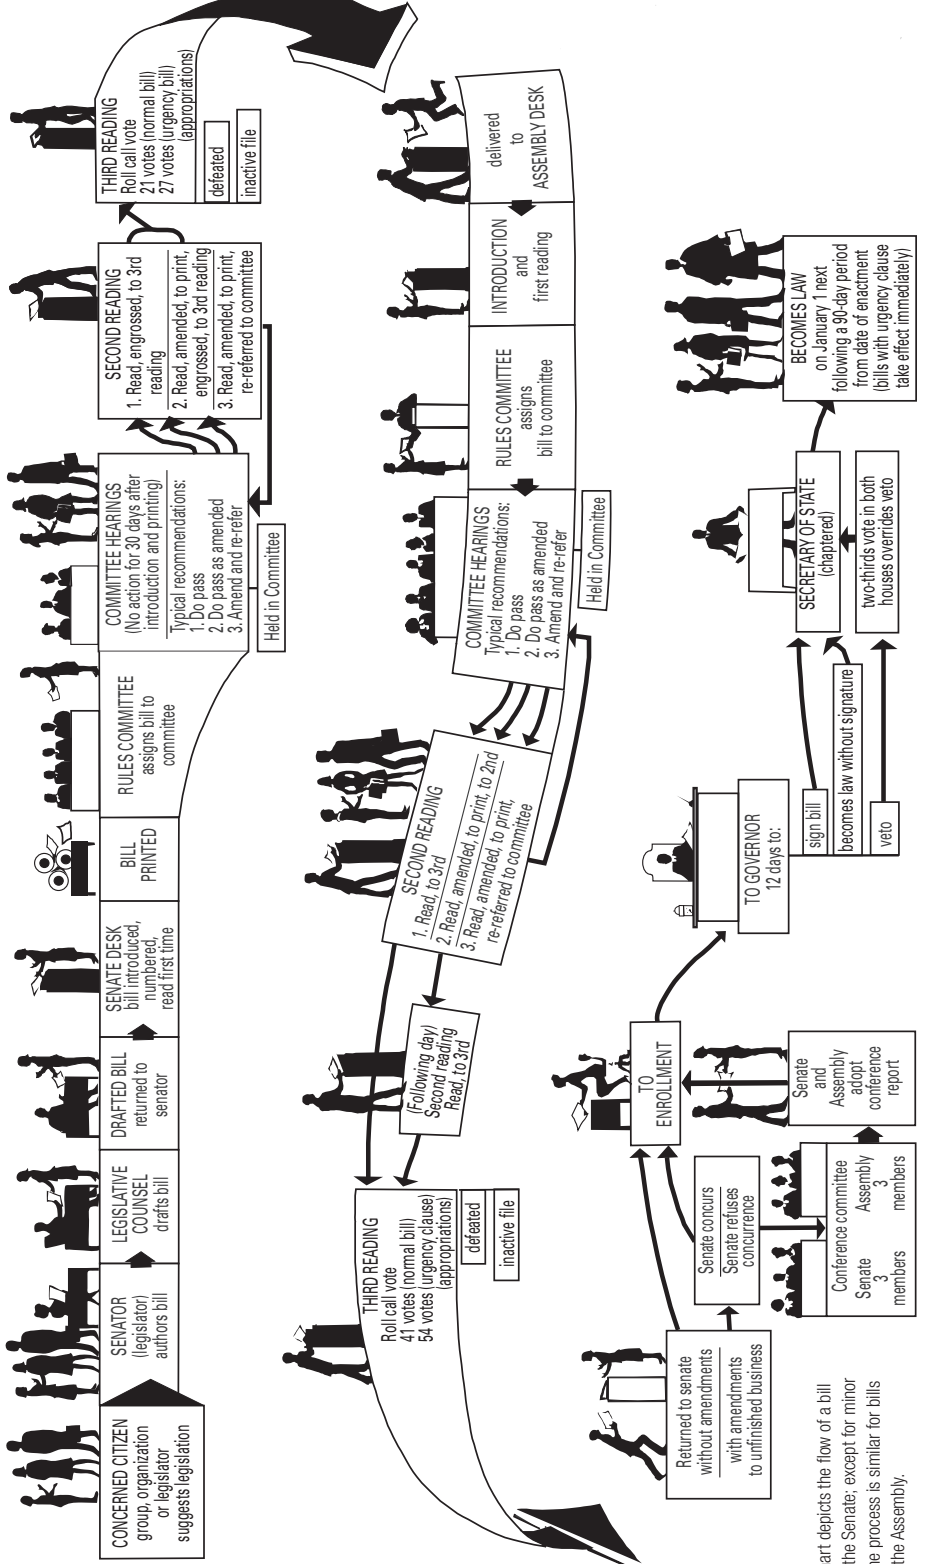 CONCERNED CITIZEN
group, organization
or legislator
suggests legislation
SENATOR
(legislator)
authors bill
LEGISLATIVE
COUNSEL
drafts bill
DRAFTED BILL
returned to
senator
SENATE DESK
bill introduced,
numbered,
read first time
BILL
PRINTED
RULES COMMITTEE
assigns bill to
committee
COMMITTEE HEARINGS
(No action for 30 days after
introduction and printing)
Typical recommendations:
1. Do pass
2. Do pass as amended
3. Amend and re-refer
Held in Committee
SECOND READING
1. Read, engrossed, to 3rd
reading
2. Read, amended, to print,
engrossed, to 3rd reading
3. Read, amended, to print,
re-referred to committee
THIRD READING
Roll call vote
21 votes (normal bill)
27 votes (urgency bill)
(appropriations)
defeated
inactive file
delivered
to
ASSEMBLY DESK
INTRODUCTION
and
first reading
RULES COMMITTEE
assigns
bill to committee
COMMITTEE HEARINGS
Typical recommendations:
1. Do pass
2. Do pass as amended
3. Amend and re-refer
Held in Committee
SECOND READING
1. Read, to 3rd
2. Read, amended, to print, to 2nd
3. Read, amended, to print,
re-referred to committee
(Following day)
Second reading
Read, to 3rd
THIRD READING
Roll call vote
41 votes (normal bill)
54 votes (urgency clause)
(appropriations)
defeated
inactive file
Returned to senate
without amendments
with amendments
to unfinished business
Senate concurs
Senate refuses
concurrence
Conference committee
Senate Assembly
3 3
members members
Senate
and
Assembly
adopt
conference
report
TO
ENROLLMENT
TO GOVERNOR
12 days to:
sign bill
becomes law without signature
veto
SECRETARY OF STATE
(chaptered)
two-thirds vote in both
houses overrides veto
BECOMES LAW
on January 1 next
following a 90-day period
from date of enactment
(bills with urgency clause
take effect immediately)
art depicts the flow of a bill
the Senate; except for minor
e process is similar for bills
the Assembly.